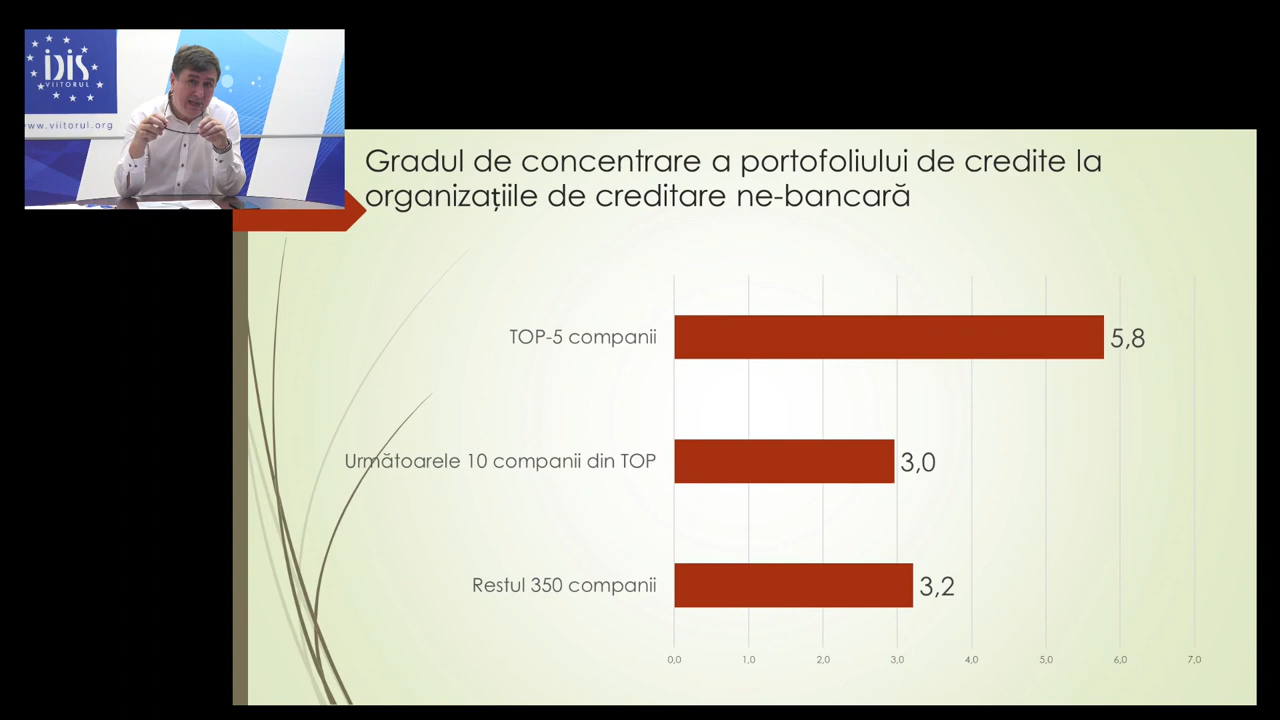 iDiS
VIITORUL
www.viitorul.org
Gradul de concentrare a portofoliului de credite la
organizațiile de creditare ne-bancară
TOP-5 companii
5,8
Următoarele 10 companii din TOP
3,0
Restul 350 companii
3,2
0,0 1,0 2,0 3,0 4,0 5,0 6,0 7,0